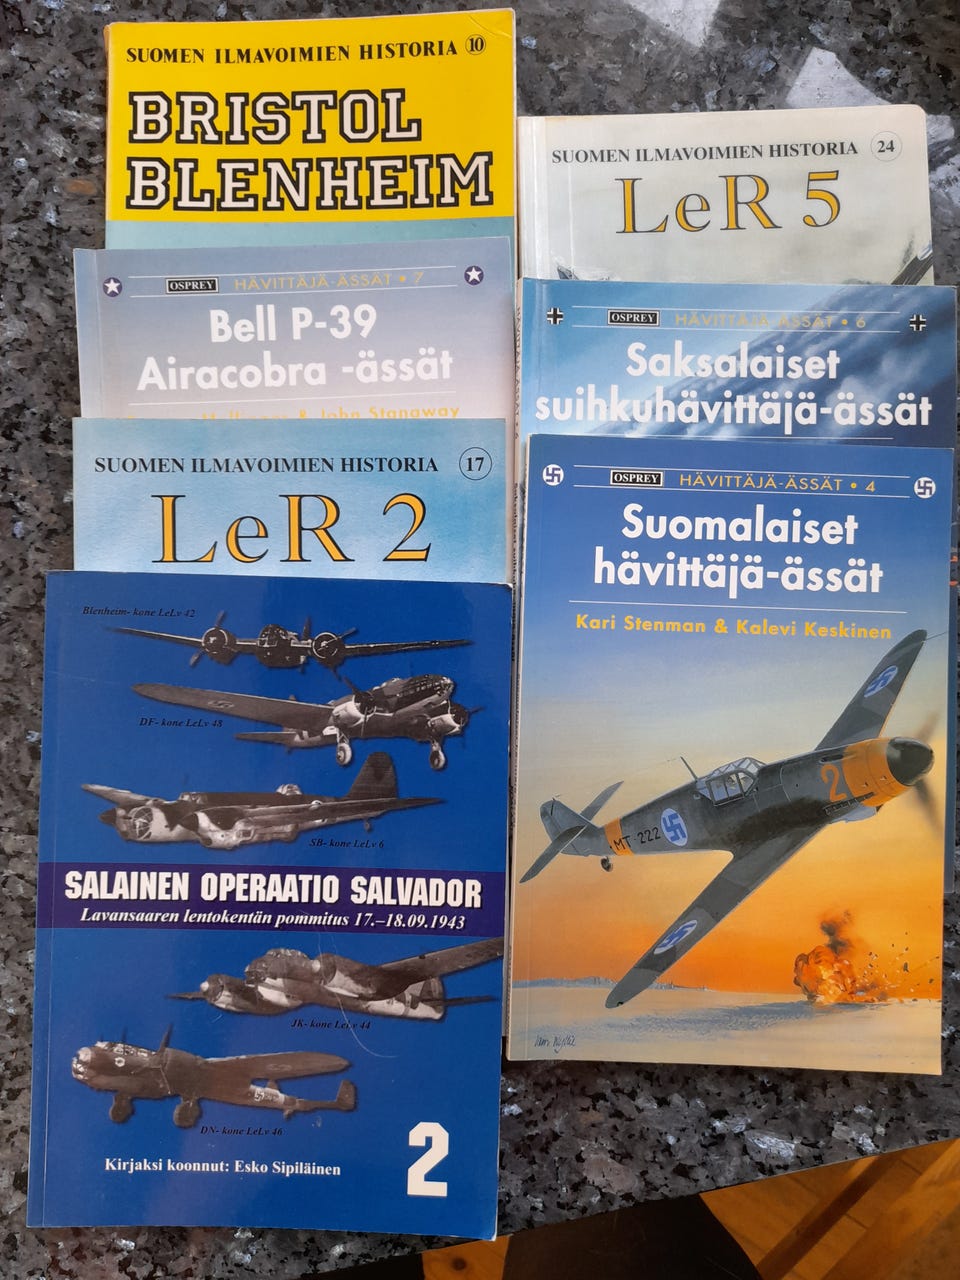 SUOMEN ILMAVOIMIEN HISTORIA 10
BRISTOL
BLENHEIM
SUOMEN ILMAVOIMIEN HISTORIA 24
LeR 5
OSPREY HÄVITTÄJÄ-ÄSSÄT • 7
Bell P-39
Airacobra -ässät
& John Stanaway
OSPREY HÄVITTÄJÄ-ÄSSÄT • 6
Saksalaiset
suihkuhävittäjä-ässät
SUOMEN ILMAVOIMIEN HISTORIA 17
LeR 2
OSPREY HÄVITTÄJÄ-ÄSSÄT • 4
Suomalaiset
hävittäjä-ässät
Kari Stenman & Kalevi Keskinen
MT-222
2
Blenheim- kone LeLv 42
DF- kone LeLv 48
SB- kone LeLv 6
SALAINEN OPERAATIO SALVADOR
Lavansaaren lentokentän pommitus 17.–18.09.1943
JK- kone LeLv 44
DN- kone LeLv 46
2
Kirjaksi koonnut: Esko Sipiläinen